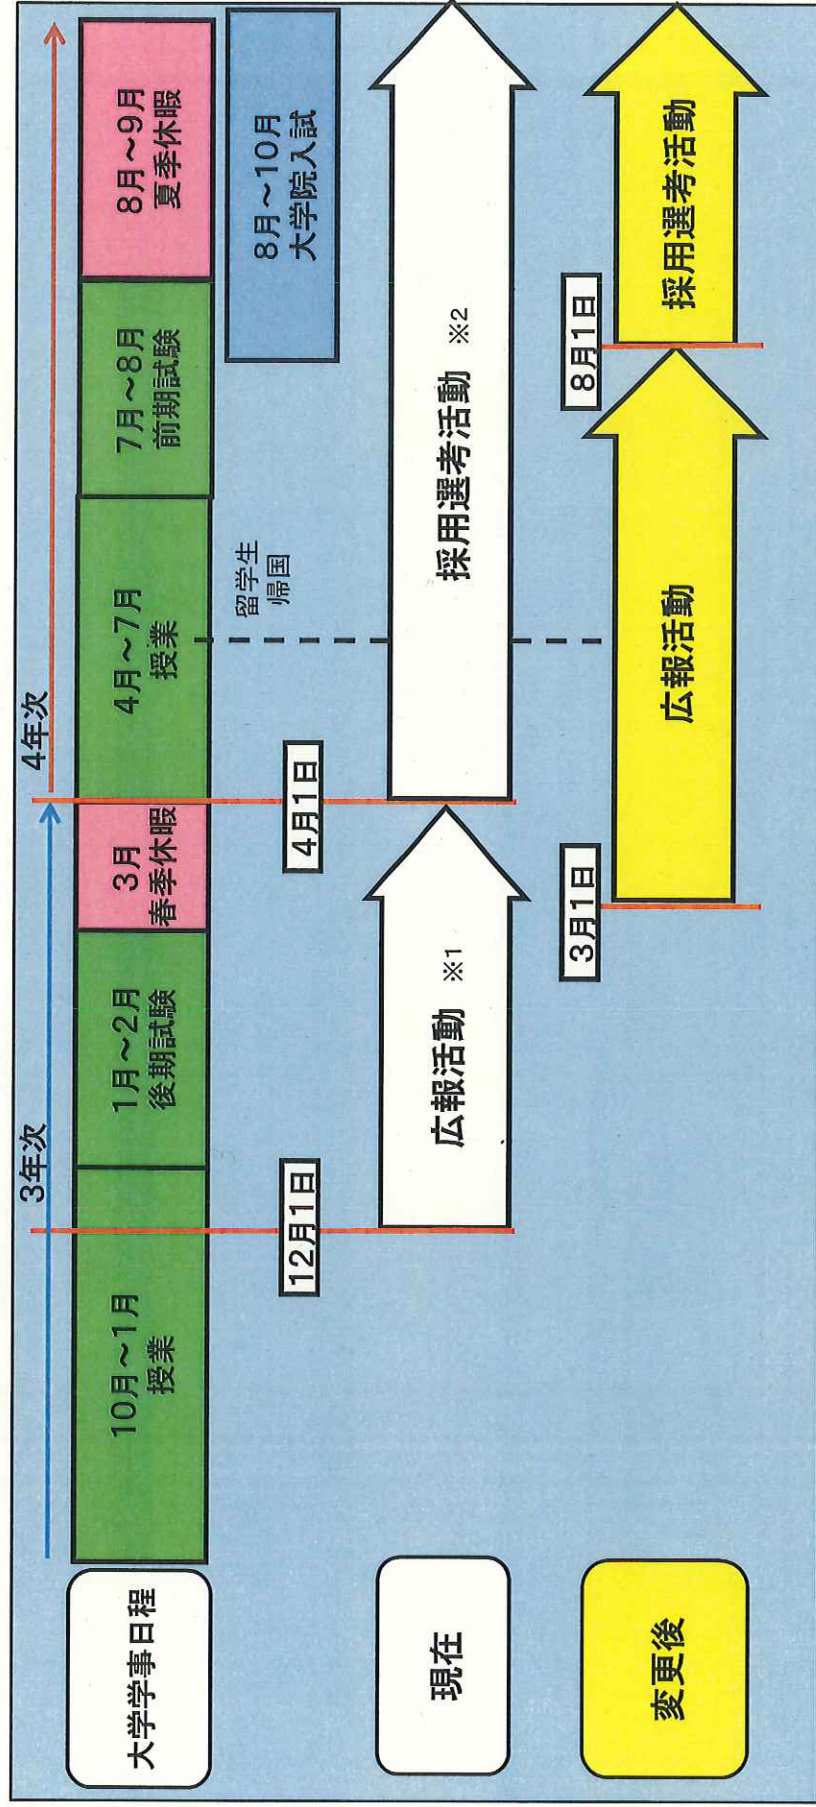 3年次
4年次
大学学事日程
10月～1月
授業
1月～2月
後期試験
3月
春季休暇
4月～7月
授業
7月～8月
前期試験
8月～9月
夏季休暇
8月～10月
大学院入試
留学生
帰国
12月1日
4月1日
現在
広報活動 ※1
採用選考活動 ※2
3月1日
8月1日
変更後
広報活動
採用選考活動